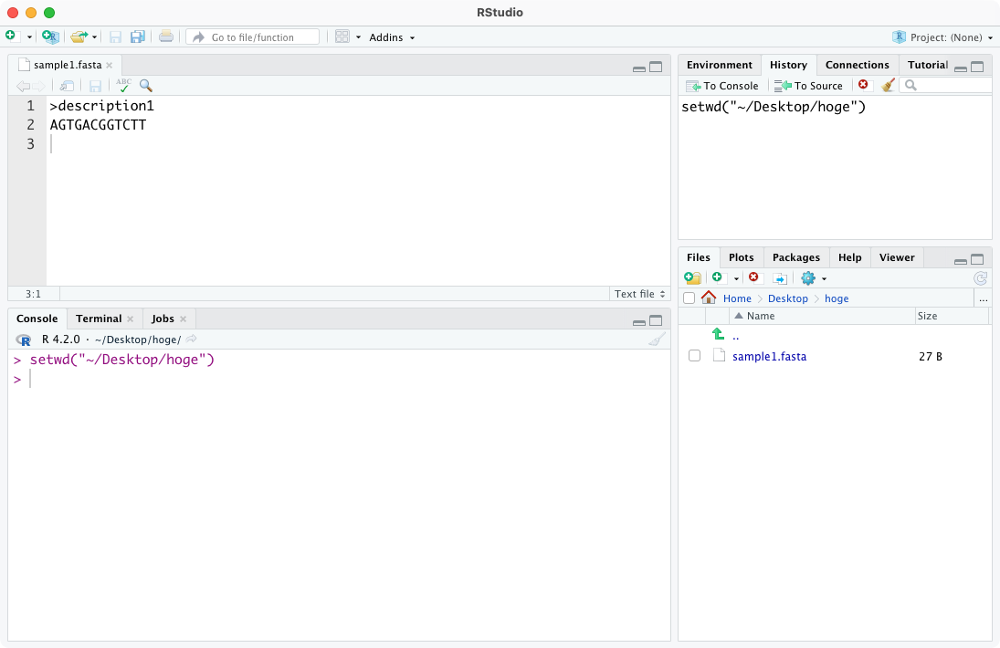 RStudio
Go to file/function
Addins
Project: (None)
sample1.fasta
ABC
1 >description1
2 AGTGACGGTCTT
3
3:1
Text file
Console Terminal Jobs
R 4.2.0 · ~/Desktop/hoge/
> setwd("~/Desktop/hoge")
>
Environment History Connections Tutorial
To Console To Source
setwd("~/Desktop/hoge")
Files Plots Packages Help Viewer
Home Desktop hoge ...
Name Size
..
sample1.fasta 27 B